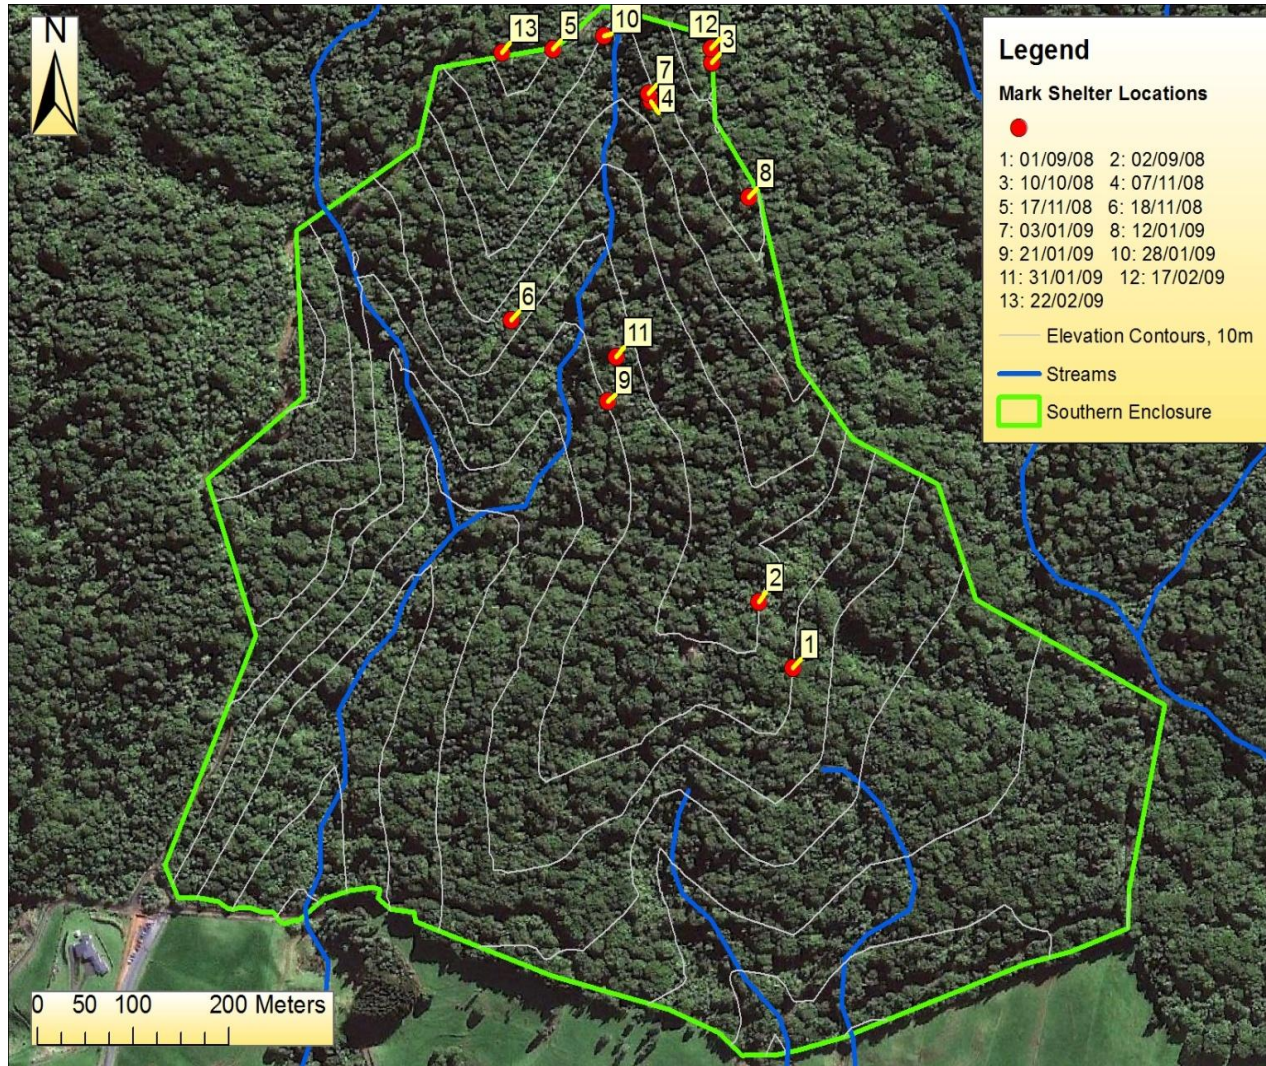 N
13
5
10
12
3
7
4
8
6
11
9
2
1
Legend
Mark Shelter Locations
1: 01/09/08 2: 02/09/08
3: 10/10/08 4: 07/11/08
5: 17/11/08 6: 18/11/08
7: 03/01/09 8: 12/01/09
9: 21/01/09 10: 28/01/09
11: 31/01/09 12: 17/02/09
13: 22/02/09
Elevation Contours, 10m
Streams
Southern Enclosure
0 50 100 200 Meters